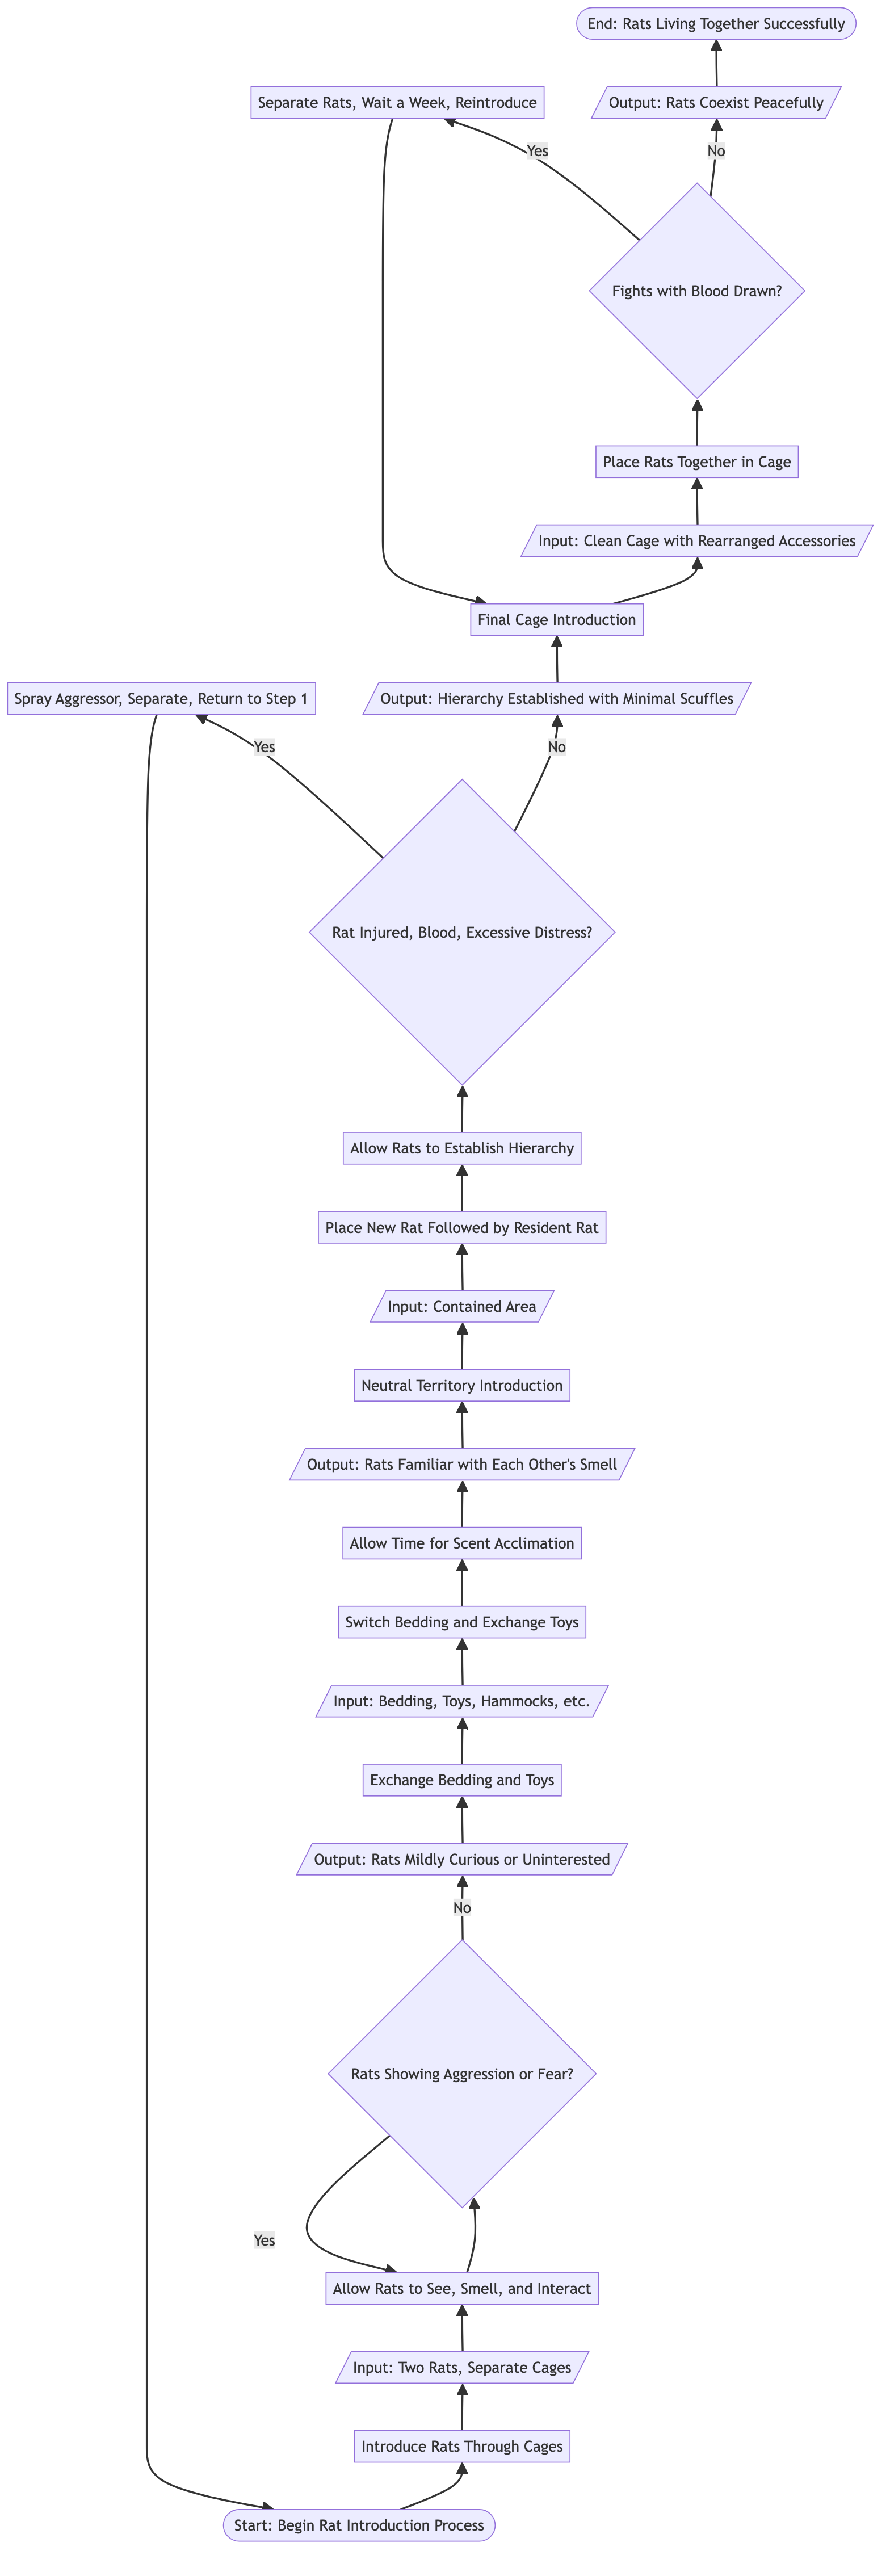 End: Rats Living Together Successfully
Separate Rats, Wait a Week, Reintroduce
Output: Rats Coexist Peacefully
Yes
No
Fights with Blood Drawn?
Place Rats Together in Cage
Input: Clean Cage with Rearranged Accessories
Final Cage Introduction
Spray Aggressor, Separate, Return to Step 1
Output: Hierarchy Established with Minimal Scuffles
Yes
No
Rat Injured, Blood, Excessive Distress?
Allow Rats to Establish Hierarchy
Place New Rat Followed by Resident Rat
Input: Contained Area
Neutral Territory Introduction
Output: Rats Familiar with Each Other's Smell
Allow Time for Scent Acclimation
Switch Bedding and Exchange Toys
Input: Bedding, Toys, Hammocks, etc.
Exchange Bedding and Toys
Output: Rats Mildly Curious or Uninterested
No
Rats Showing Aggression or Fear?
Yes
Allow Rats to See, Smell, and Interact
Input: Two Rats, Separate Cages
Introduce Rats Through Cages
Start: Begin Rat Introduction Process